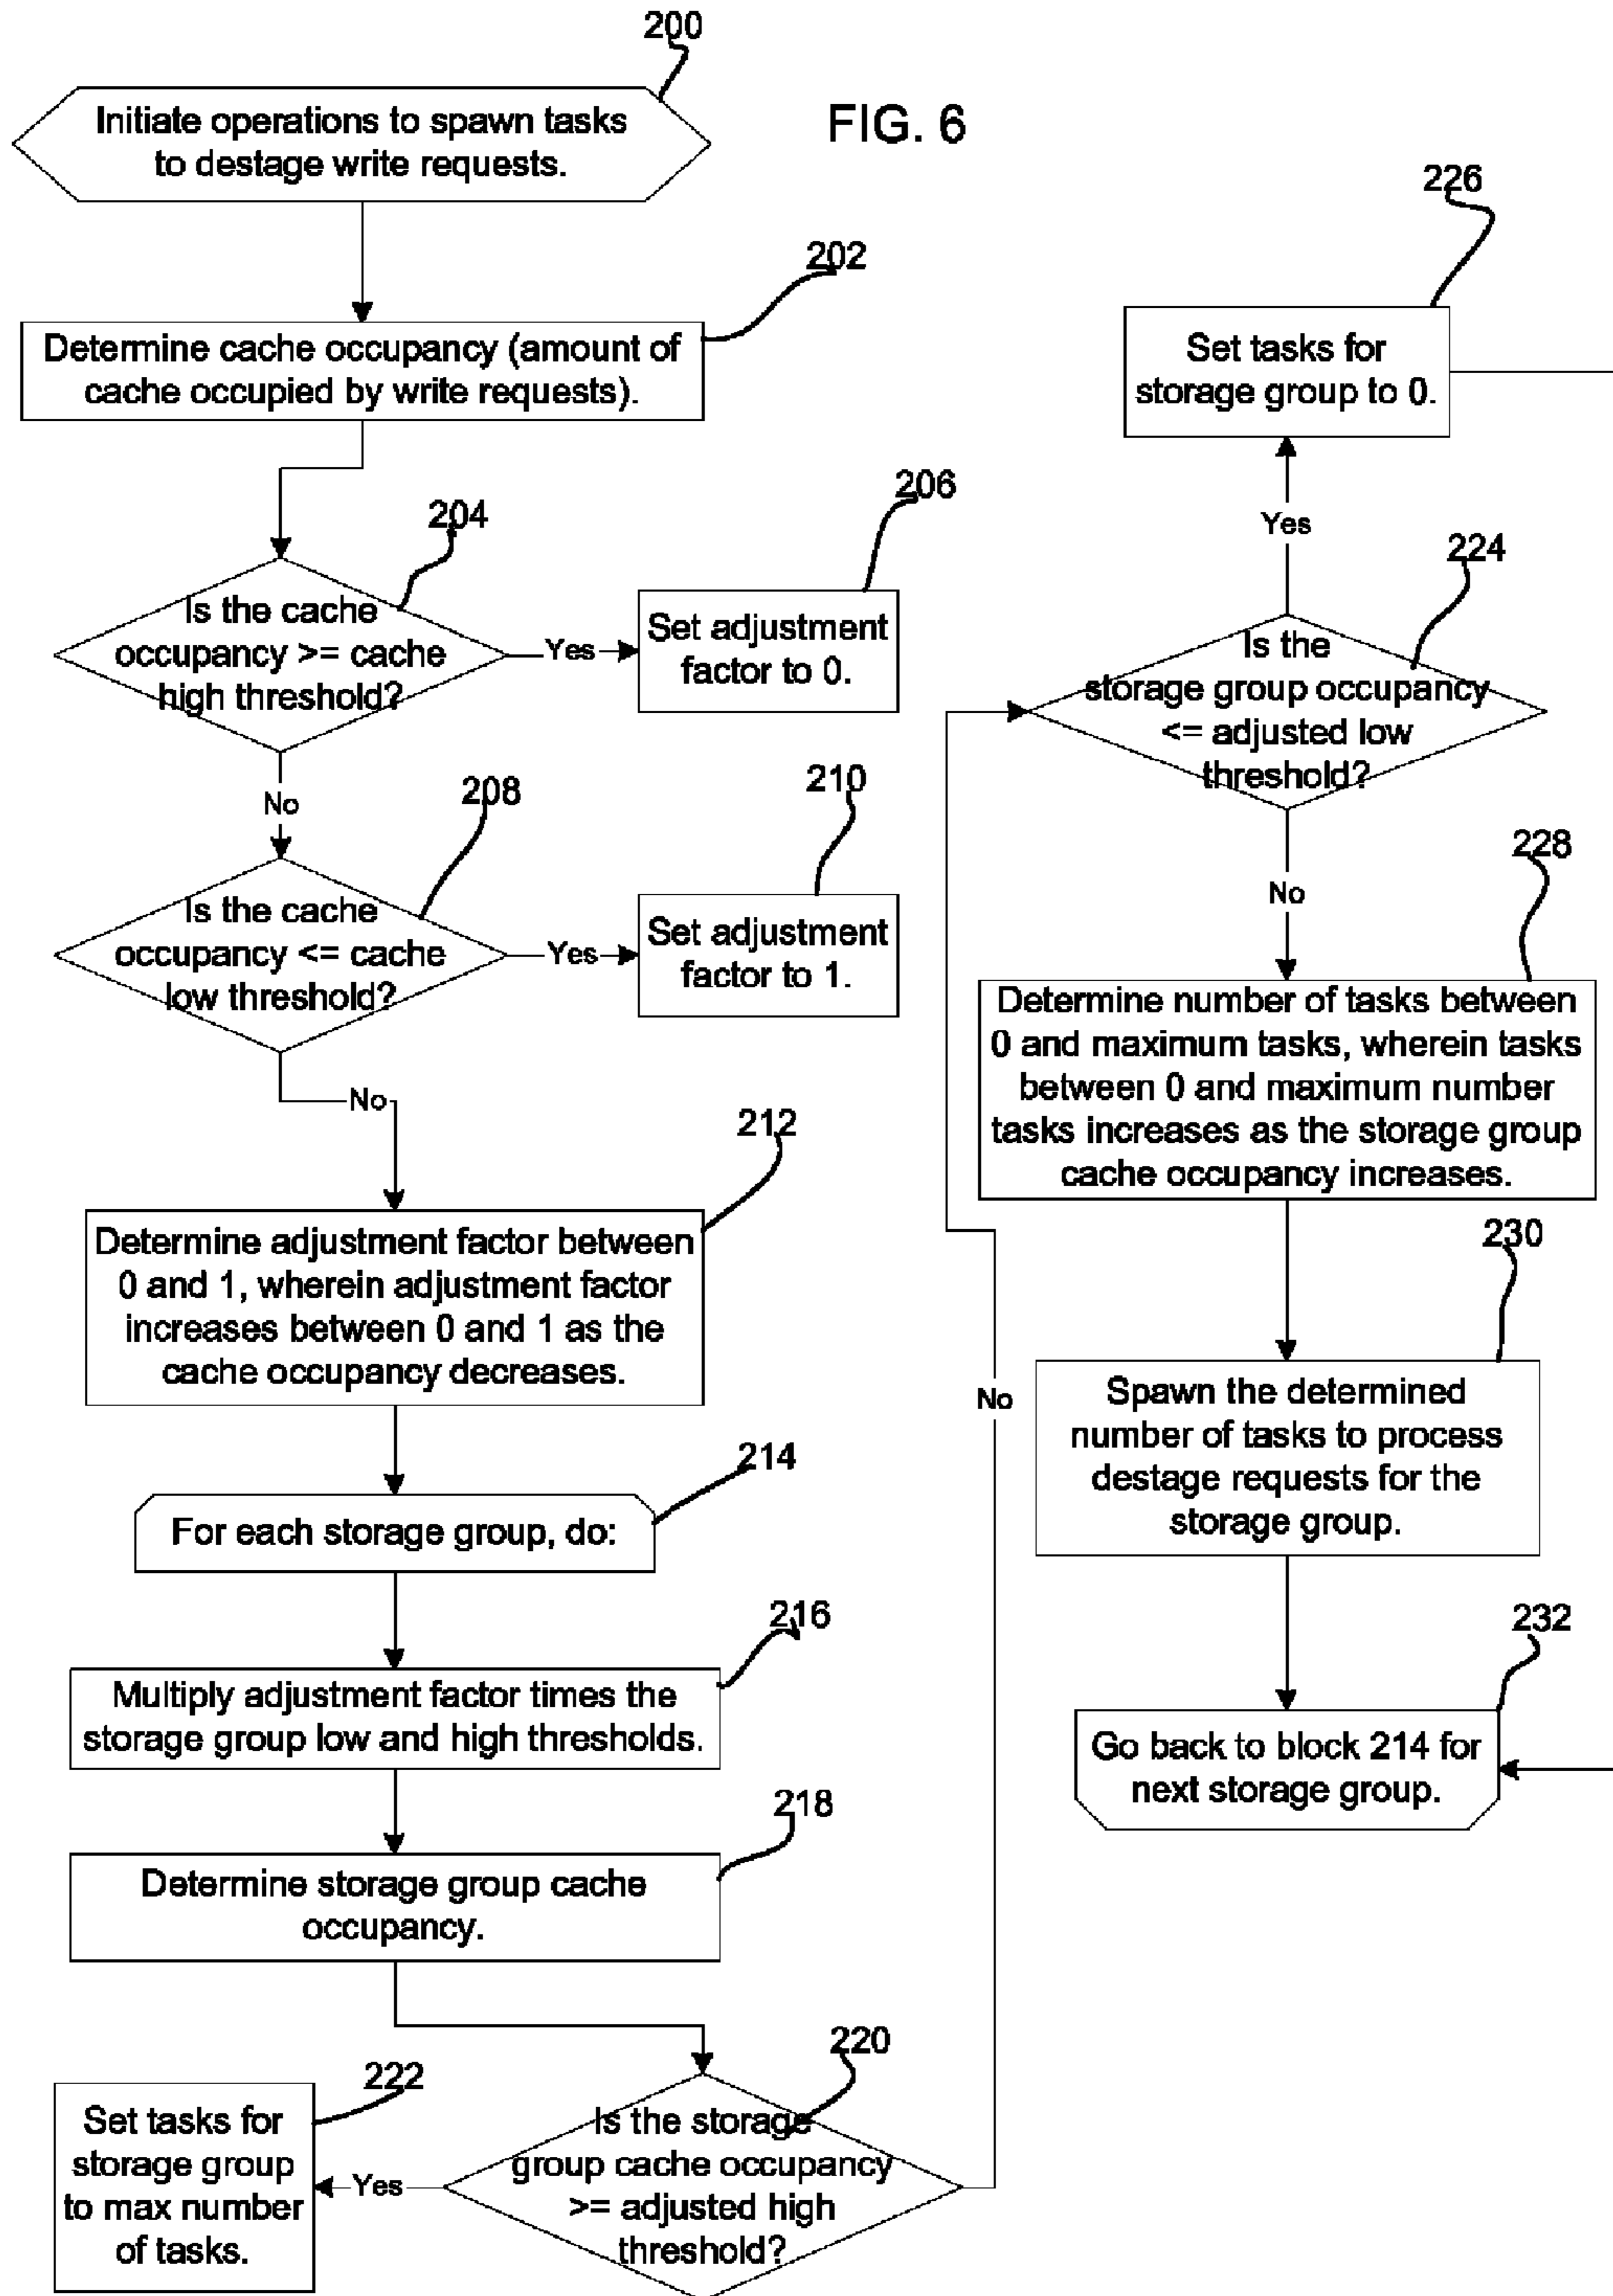 200
Initiate operations to spawn tasks
to destage write requests.
FIG. 6
202
Determine cache occupancy (amount of
cache occupied by write requests).
204
Is the cache
occupancy >= cache
high threshold?
Yes
206
Set adjustment
factor to 0.
No
208
Is the cache
occupancy <= cache
low threshold?
Yes
210
Set adjustment
factor to 1.
No
212
Determine adjustment factor between
0 and 1, wherein adjustment factor
increases between 0 and 1 as the
cache occupancy decreases.
214
For each storage group, do:
216
Multiply adjustment factor times the
storage group low and high thresholds.
218
Determine storage group cache
occupancy.
220
Is the storage
group cache occupancy
>= adjusted high
threshold?
Yes
222
Set tasks for
storage group
to max number
of tasks.
No
224
Is the
storage group occupancy
<= adjusted low
threshold?
Yes
226
Set tasks for
storage group to 0.
No
228
Determine number of tasks between
0 and maximum tasks, wherein tasks
between 0 and maximum number
tasks increases as the storage group
cache occupancy increases.
230
Spawn the determined
number of tasks to process
destage requests for the
storage group.
232
Go back to block 214 for
next storage group.